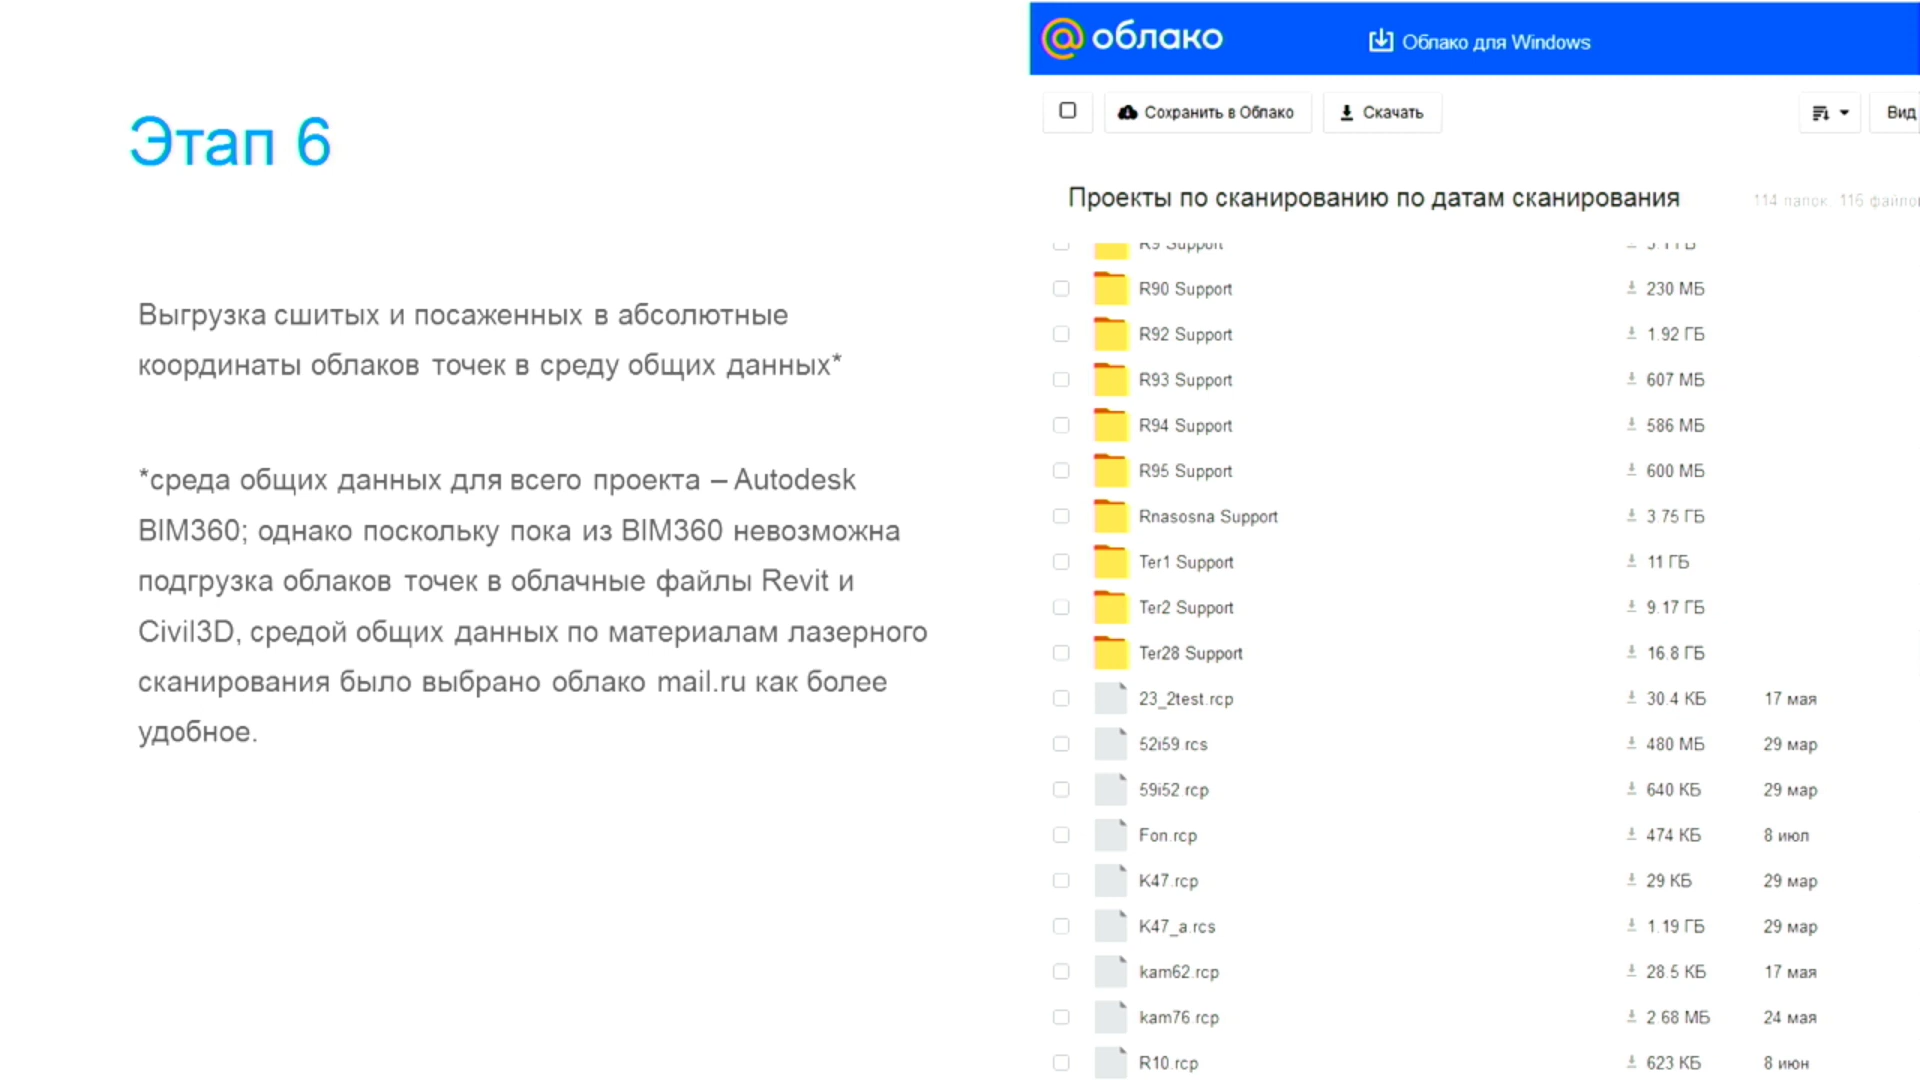 Этап 6
Выгрузка сшитых и посаженных в абсолютные
координаты облаков точек в среду общих данных*
*среда общих данных для всего проекта – Autodesk
BIM360; однако поскольку пока из BIM360 невозможна
подгрузка облаков точек в облачные файлы Revit и
Civil3D, средой общих данных по материалам лазерного
сканирования было выбрано облако mail.ru как более
удобное.
облако
Облако для Windows
Сохранить в Облако
Скачать
Вид
Проекты по сканированию по датам сканирования
114 папок, 116 файлов
R9 Support
R90 Support 230 МБ
R92 Support 1.92 ГБ
R93 Support 607 МБ
R94 Support 586 МБ
R95 Support 600 МБ
Rnasosna Support 3.75 ГБ
Ter1 Support 11 ГБ
Ter2 Support 9.17 ГБ
Ter28 Support 16.8 ГБ
23_2test.rcp 30.4 КБ 17 мая
52i59.rcs 480 МБ 29 мар
59i52.rcp 640 КБ 29 мар
Fon.rcp 474 КБ 8 июл
K47.rcp 29 КБ 29 мар
K47_a.rcs 1.19 ГБ 29 мар
kam62.rcp 28.5 КБ 17 мая
kam76.rcp 2.68 МБ 24 мая
R10.rcp 623 КБ 8 июн